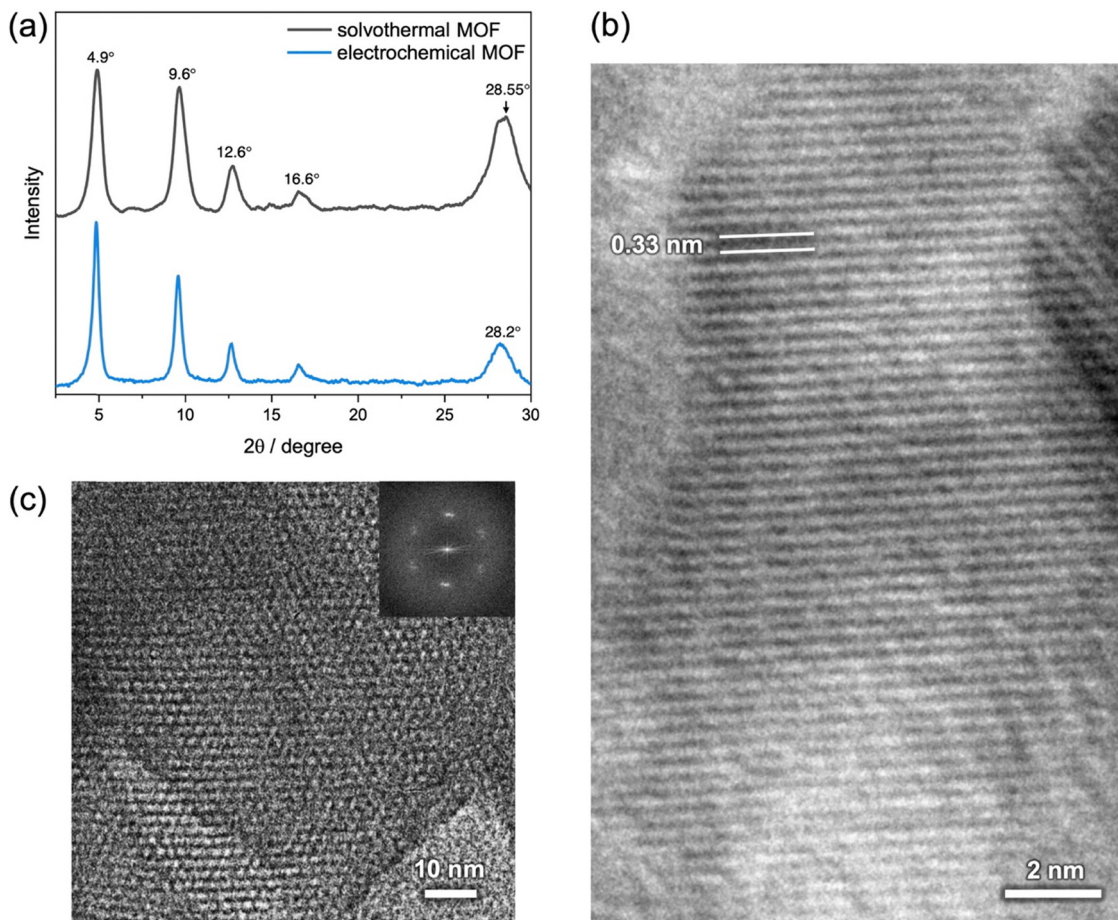 (a)
solvothermal MOF
electrochemical MOF
4.9°
9.6°
12.6°
16.6°
28.55°
28.2°
Intensity
5
10
15
20
25
30
2θ / degree
(b)
0.33 nm
2 nm
(c)
10 nm